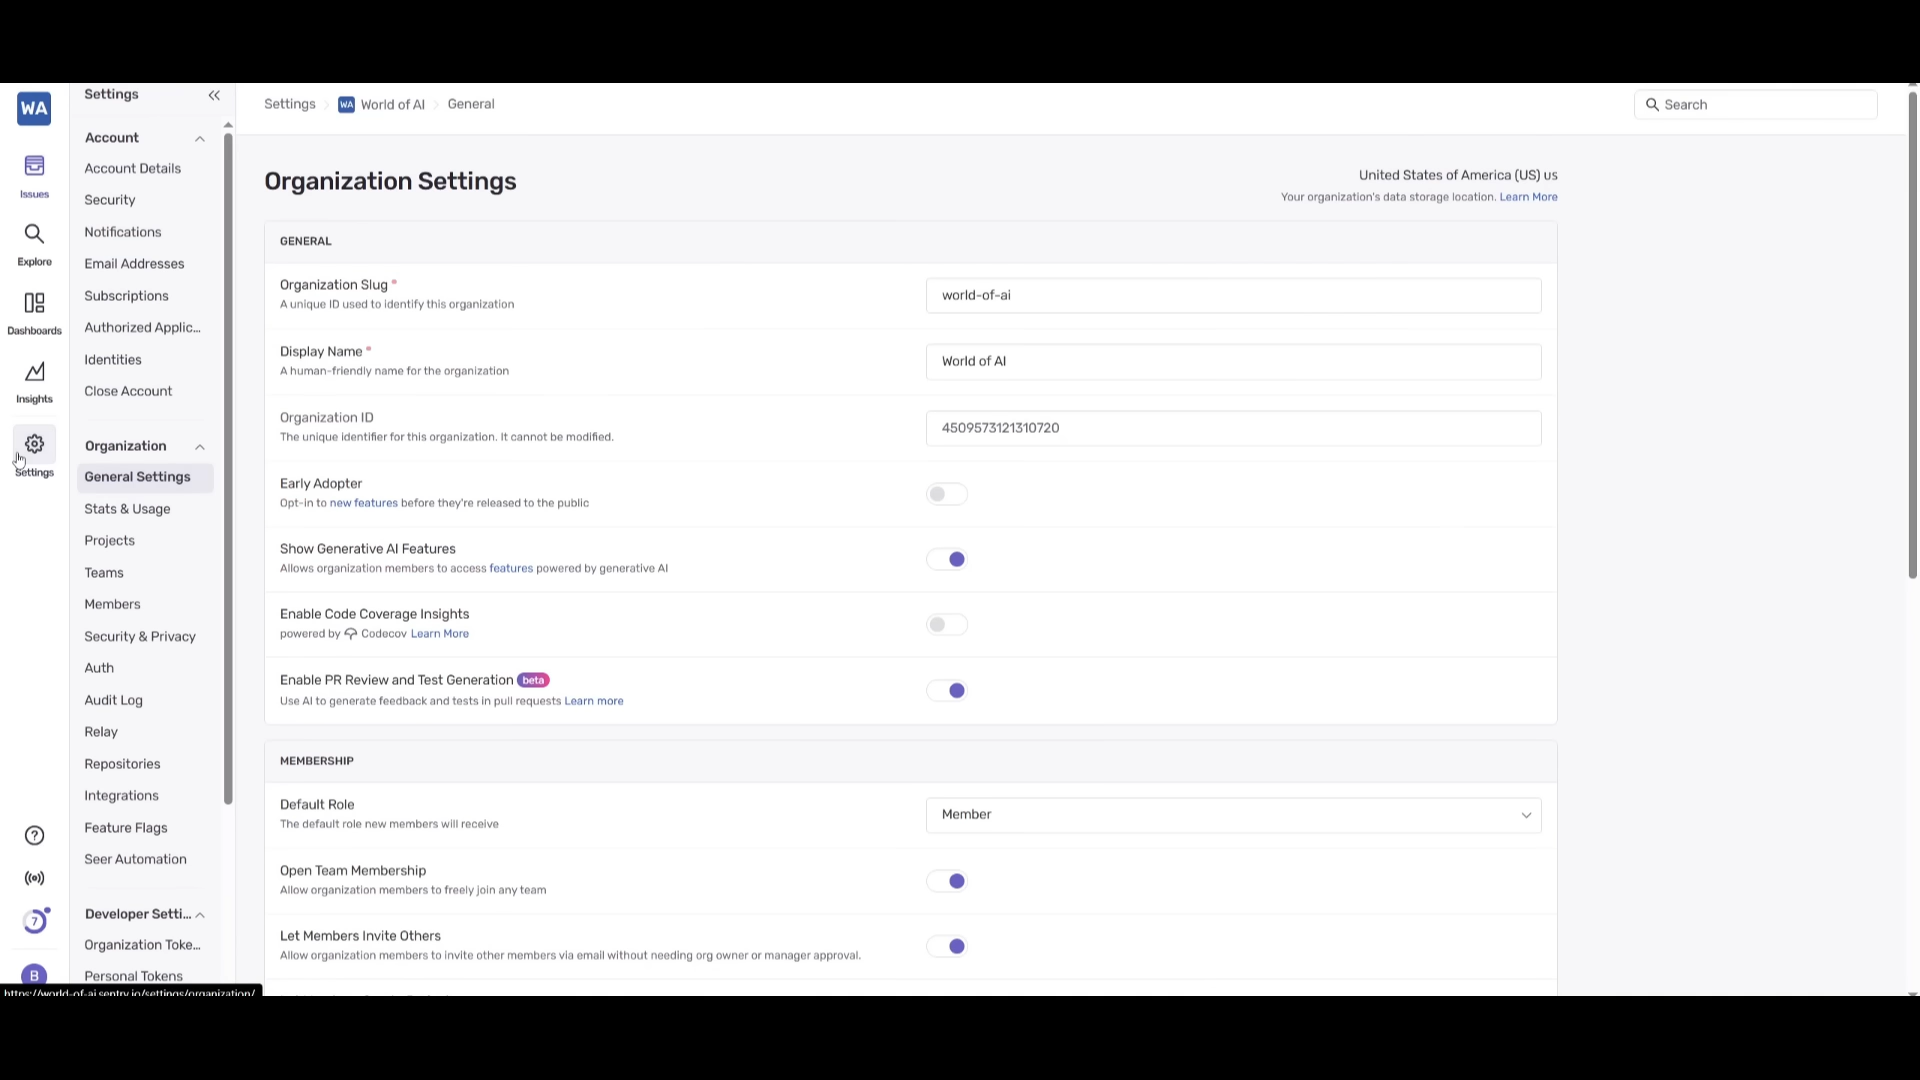 WA
Issues
Explore
Dashboards
Insights
Settings
7
B
Settings
Account
Account Details
Security
Notifications
Email Addresses
Subscriptions
Authorized Applic...
Identities
Close Account
Organization
General Settings
Stats & Usage
Projects
Teams
Members
Security & Privacy
Auth
Audit Log
Relay
Repositories
Integrations
Feature Flags
Seer Automation
Developer Setti...
Organization Toke...
Personal Tokens
https://world-of-ai.sentry.io/settings/organization/
Settings WA World of AI General
Search
Organization Settings
United States of America (US) us
Your organization's data storage location. Learn More
GENERAL
Organization Slug *
A unique ID used to identify this organization
world-of-ai
Display Name *
A human-friendly name for the organization
World of AI
Organization ID
The unique identifier for this organization. It cannot be modified.
4509573121310720
Early Adopter
Opt-in to new features before they're released to the public
Show Generative AI Features
Allows organization members to access features powered by generative AI
Enable Code Coverage Insights
powered by Codecov Learn More
Enable PR Review and Test Generation beta
Use AI to generate feedback and tests in pull requests Learn more
MEMBERSHIP
Default Role
The default role new members will receive
Member
Open Team Membership
Allow organization members to freely join any team
Let Members Invite Others
Allow organization members to invite other members via email without needing org owner or manager approval.